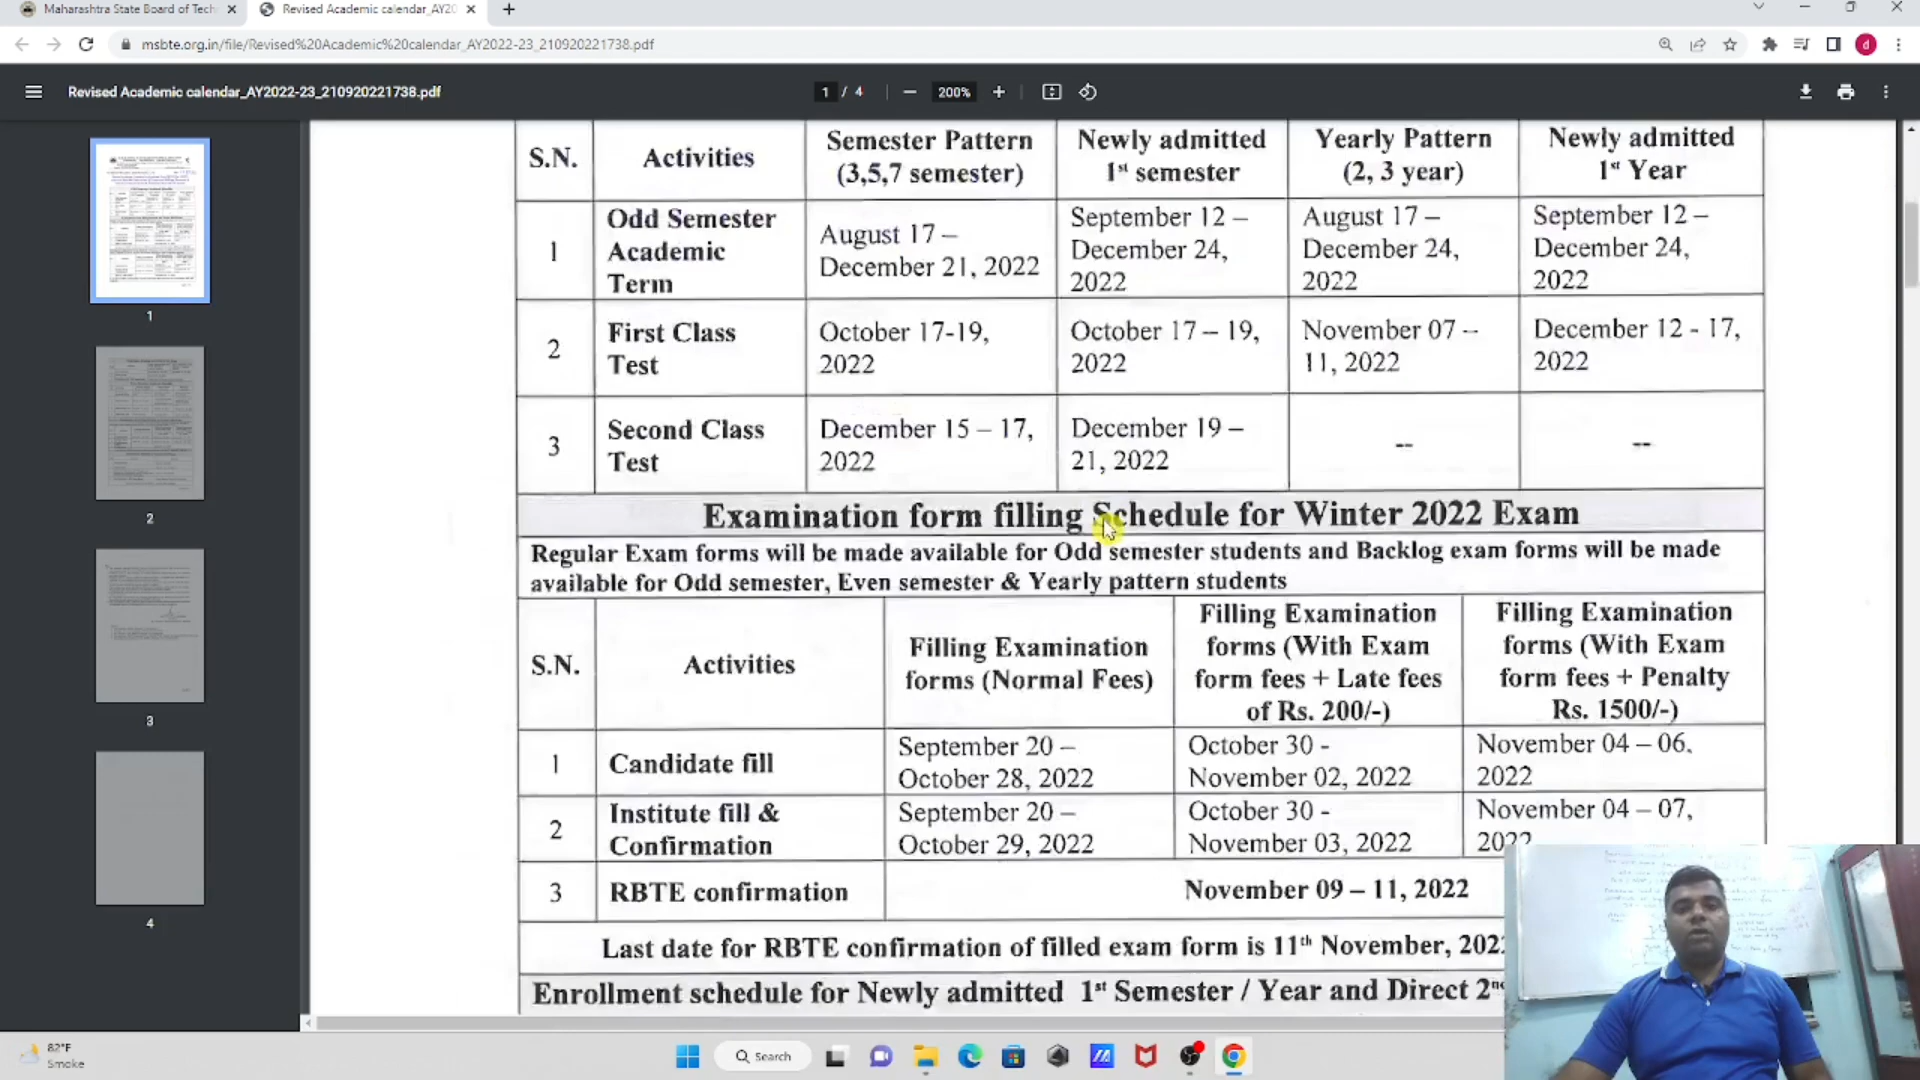 Maharashtra State Board of Tech
Revised Academic calendar_AY20
msbte.org.in/file/Revised%20Academic%20calendar_AY2022-23_210920221738.pdf
d
Revised Academic calendar_AY2022-23_210920221738.pdf
1 / 4
200%
1
2
3
4
S.N.
Activities
Semester Pattern
(3,5,7 semester)
Newly admitted
1st semester
Yearly Pattern
(2, 3 year)
Newly admitted
1st Year
1
Odd Semester
Academic
Term
August 17 –
December 21, 2022
September 12 –
December 24,
2022
August 17 –
December 24,
2022
September 12 –
December 24,
2022
2
First Class
Test
October 17-19,
2022
October 17 – 19,
2022
November 07 –
11, 2022
December 12 - 17,
2022
3
Second Class
Test
December 15 – 17,
2022
December 19 –
21, 2022
--
--
Examination form filling Schedule for Winter 2022 Exam
Regular Exam forms will be made available for Odd semester students and Backlog exam forms will be made
available for Odd semester, Even semester & Yearly pattern students
S.N.
Activities
Filling Examination
forms (Normal Fees)
Filling Examination
forms (With Exam
form fees + Late fees
of Rs. 200/-)
Filling Examination
forms (With Exam
form fees + Penalty
Rs. 1500/-)
1
Candidate fill
September 20 –
October 28, 2022
October 30 -
November 02, 2022
November 04 – 06,
2022
2
Institute fill &
Confirmation
September 20 –
October 29, 2022
October 30 -
November 03, 2022
November 04 – 07,
2022
3
RBTE confirmation
November 09 – 11, 2022
Last date for RBTE confirmation of filled exam form is 11th November, 202
Enrollment schedule for Newly admitted 1st Semester / Year and Direct 2n
82°F
Smoke
Search